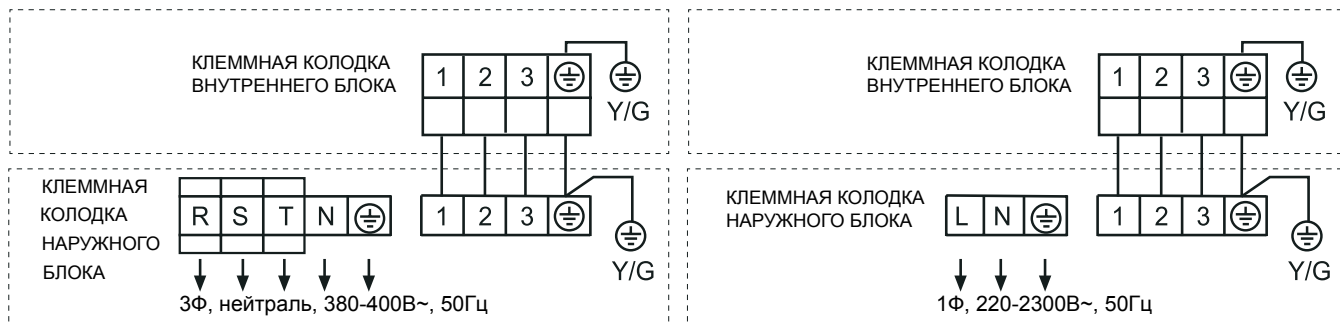 КЛЕММНАЯ КОЛОДКА
ВНУТРЕННЕГО БЛОКА
1 2 3
Y/G
КЛЕММНАЯ
КОЛОДКА
НАРУЖНОГО
БЛОКА
R S T N
1 2 3
Y/G
3Ф, нейтраль, 380-400В~, 50Гц
КЛЕММНАЯ КОЛОДКА
ВНУТРЕННЕГО БЛОКА
1 2 3
Y/G
КЛЕММНАЯ КОЛОДКА
НАРУЖНОГО БЛОКА
L N
1 2 3
Y/G
1Ф, 220-2300В~, 50Гц